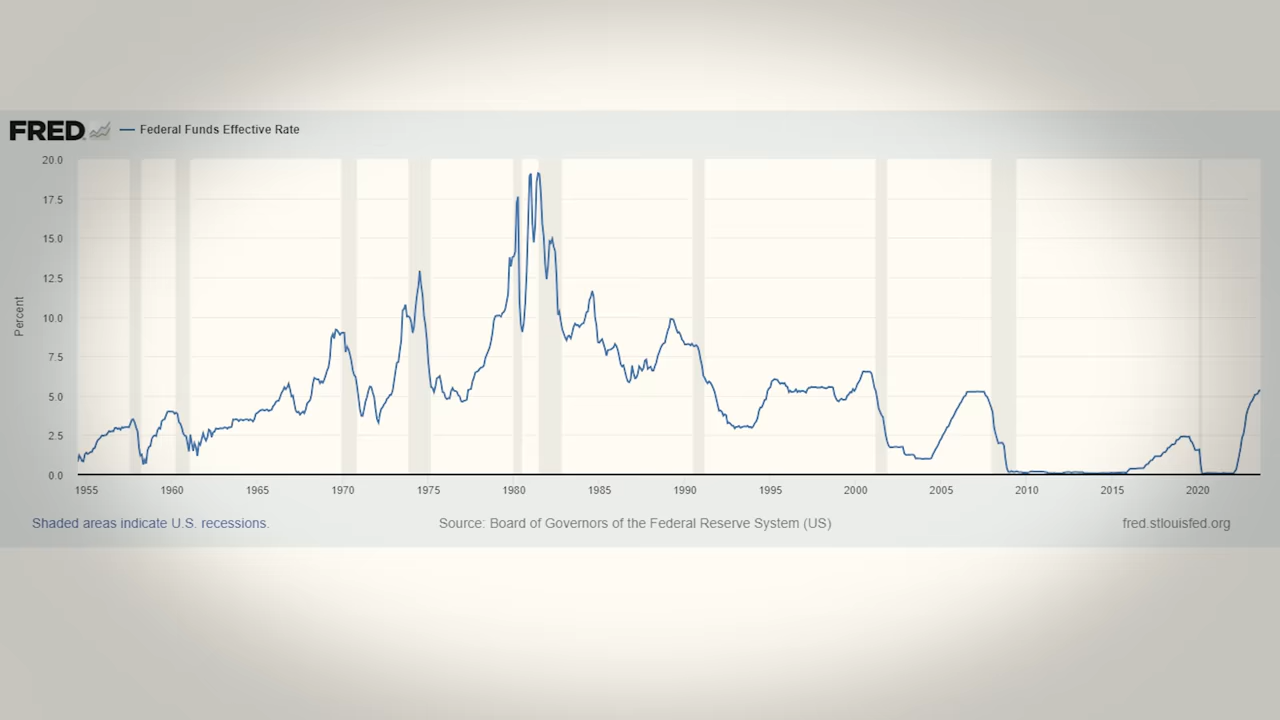 FRED Federal Funds Effective Rate
20.0
17.5
15.0
12.5
10.0
7.5
5.0
2.5
0.0
Percent
1955 1960 1965 1970 1975 1980 1985 1990 1995 2000 2005 2010 2015 2020
Shaded areas indicate U.S. recessions. Source: Board of Governors of the Federal Reserve System (US) fred.stlouisfed.org